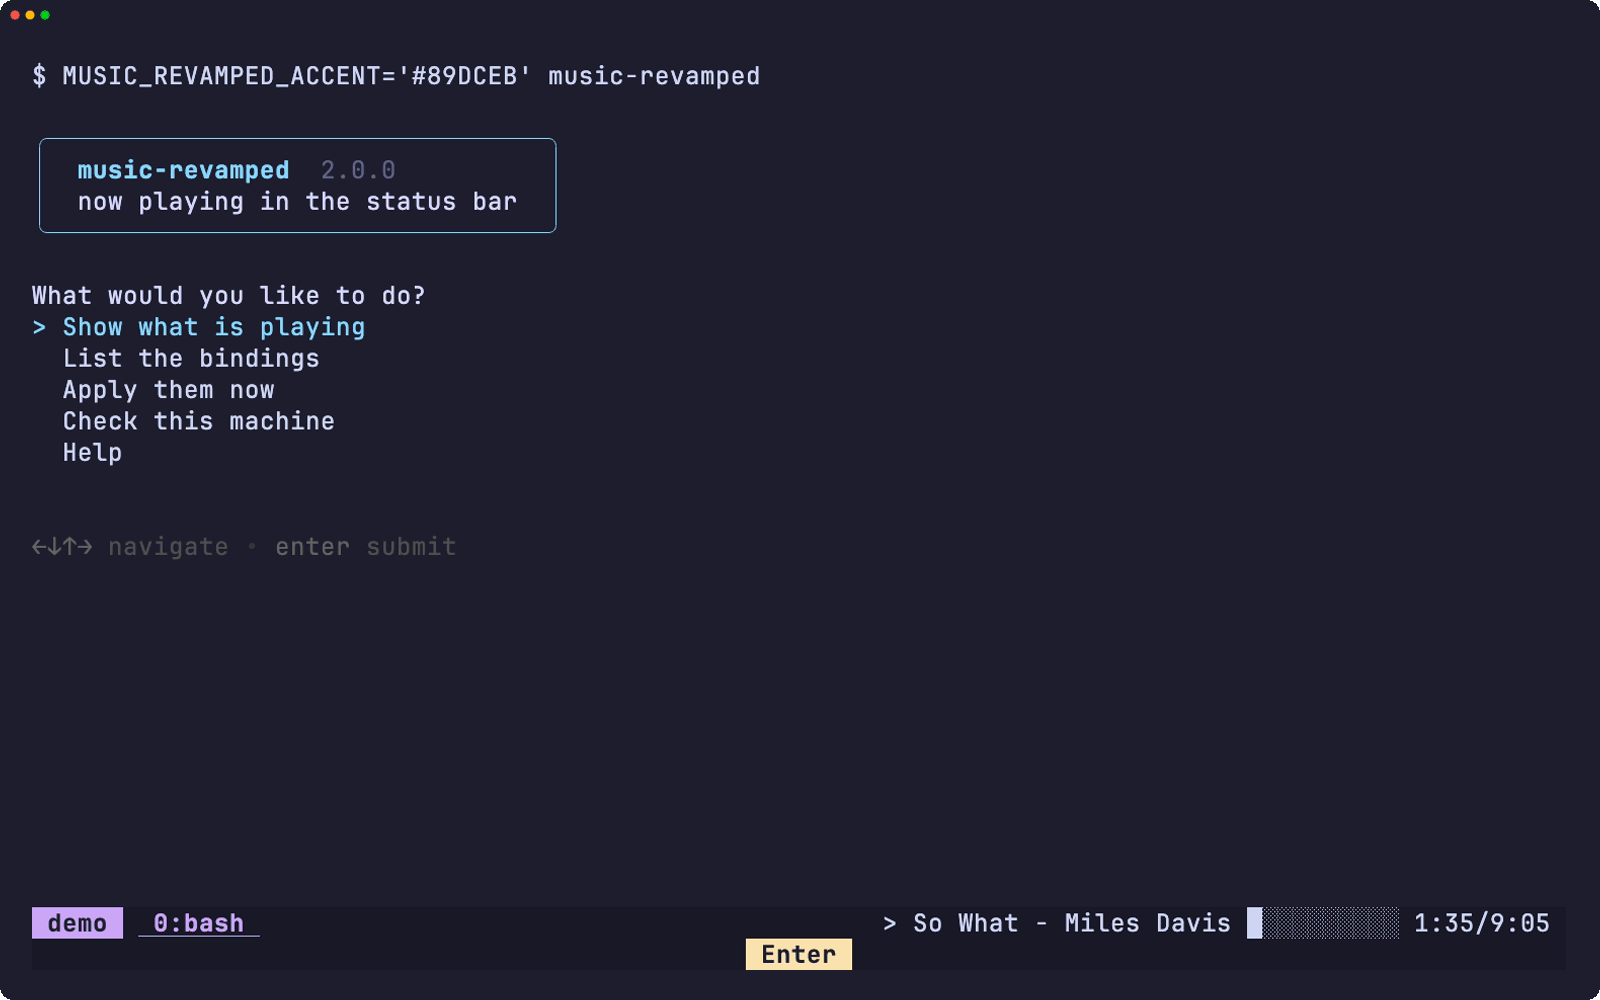 $ MUSIC_REVAMPED_ACCENT='#89DCEB' music-revamped
music-revamped 2.0.0
now playing in the status bar
What would you like to do?
> Show what is playing
List the bindings
Apply them now
Check this machine
Help
←↓↑→ navigate • enter submit
demo 0:bash > So What - Miles Davis █░░░░░░░░░ 1:35/9:05
Enter